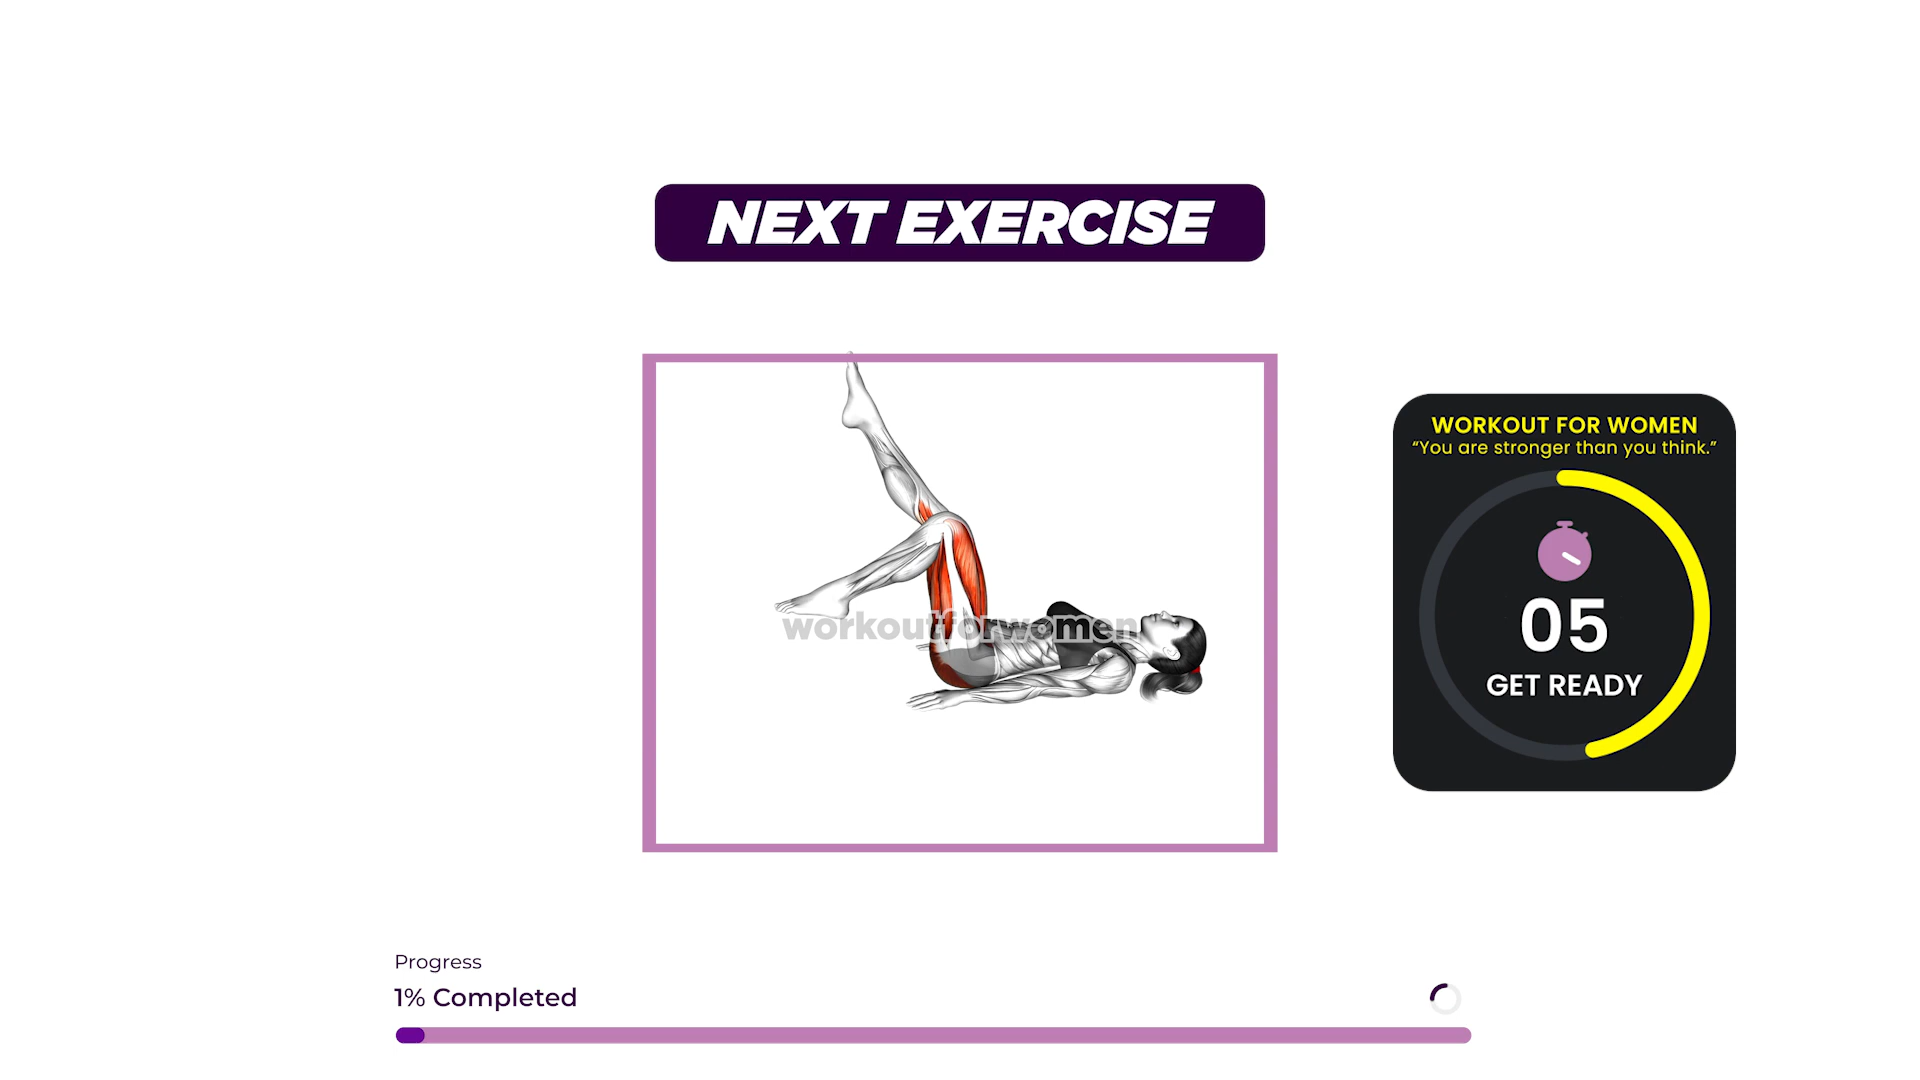 NEXT EXERCISE
WORKOUT FOR WOMEN
“You are stronger than you think.”
05
GET READY
workoutforwomen
Progress
1% Completed